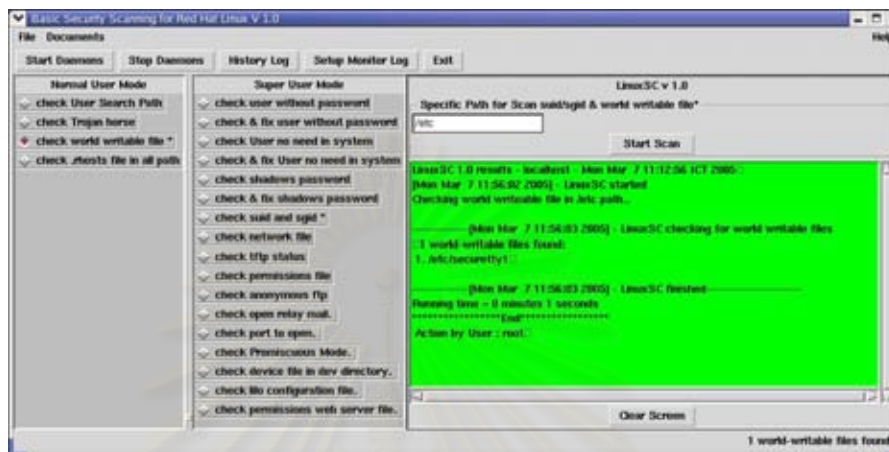 Basic Security Scanning for Red Hat Linux V 1.0
File Documents Help
Start Daemons Stop Daemons History Log Setup Monitor Log Exit
Normal User Mode
check User Search Path
check Trojan horse
check world writable file *
check .rhosts file in all path
Super User Mode
check user without password
check & fix user without password
check User no need in system
check & fix User no need in system
check shadows password
check & fix shadows password
check suid and sgid *
check network file
check tftp status
check permissions file
check anonymous ftp
check open relay mail.
check port to open.
check Promiscuous Mode.
check device file in dev directory.
check lilo configuration file.
check permissions web server file.
LinuxSC v 1.0
Specific Path for Scan suid/sgid & world writable file*
/etc
Start Scan
LinuxSC 1.0 results - localhost - Mon Mar 7 11:12:56 ICT 2005
[Mon Mar 7 11:56:02 2005] - LinuxSC started
Checking world writeable file in /etc path...
----------[Mon Mar 7 11:56:03 2005] - LinuxSC checking for world writable files
1 world-writable files found:
1. /etc/securetty1
----------[Mon Mar 7 11:56:03 2005] - LinuxSC finished--------------------
Running time - 0 minutes 1 seconds
********************End********************
Action by User : root.
Clear Screen
1 world-writable files found